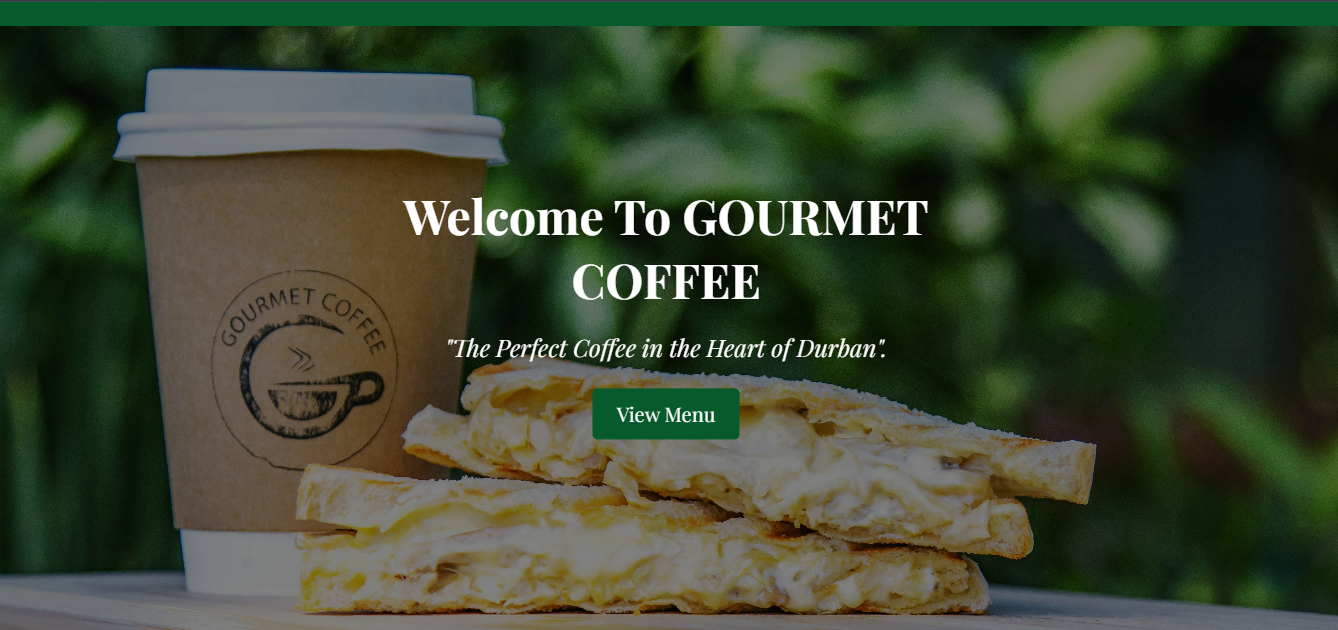 Welcome To GOURMET
COFFEE
GOURMET COFFEE
"The Perfect Coffee in the Heart of Durban".
View Menu